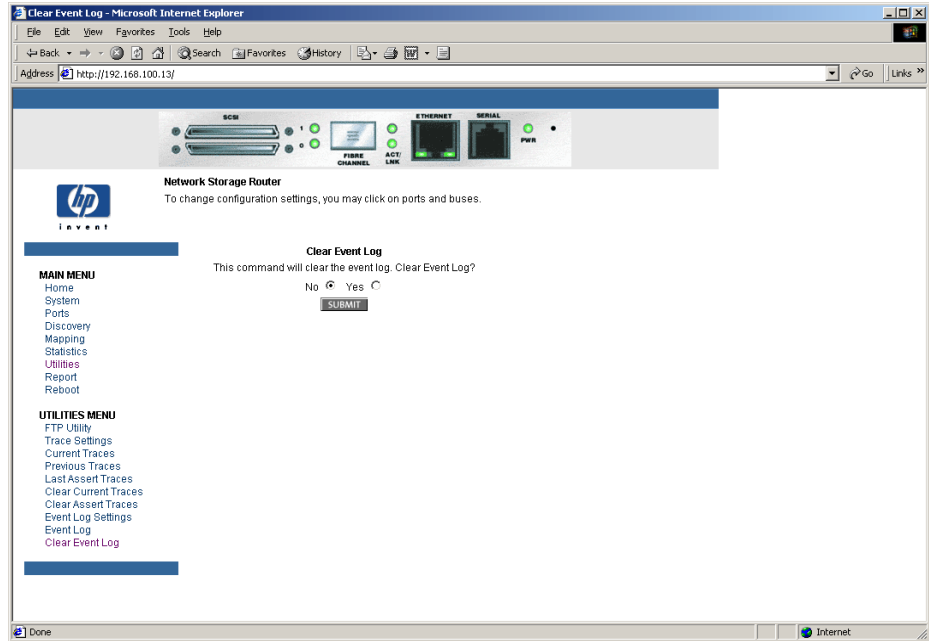 Clear Event Log - Microsoft Internet Explorer
File Edit View Favorites Tools Help
Back Search Favorites History
Address http://192.168.100.13/ Go Links »
SCSI ETHERNET SERIAL
1
0
FIBRE CHANNEL ACT/ LNK PWR
hp
invent
Network Storage Router
To change configuration settings, you may click on ports and buses.
Clear Event Log
This command will clear the event log. Clear Event Log?
No Yes
SUBMIT
MAIN MENU
Home
System
Ports
Discovery
Mapping
Statistics
Utilities
Report
Reboot
UTILITIES MENU
FTP Utility
Trace Settings
Current Traces
Previous Traces
Last Assert Traces
Clear Current Traces
Clear Assert Traces
Event Log Settings
Event Log
Clear Event Log
Done Internet